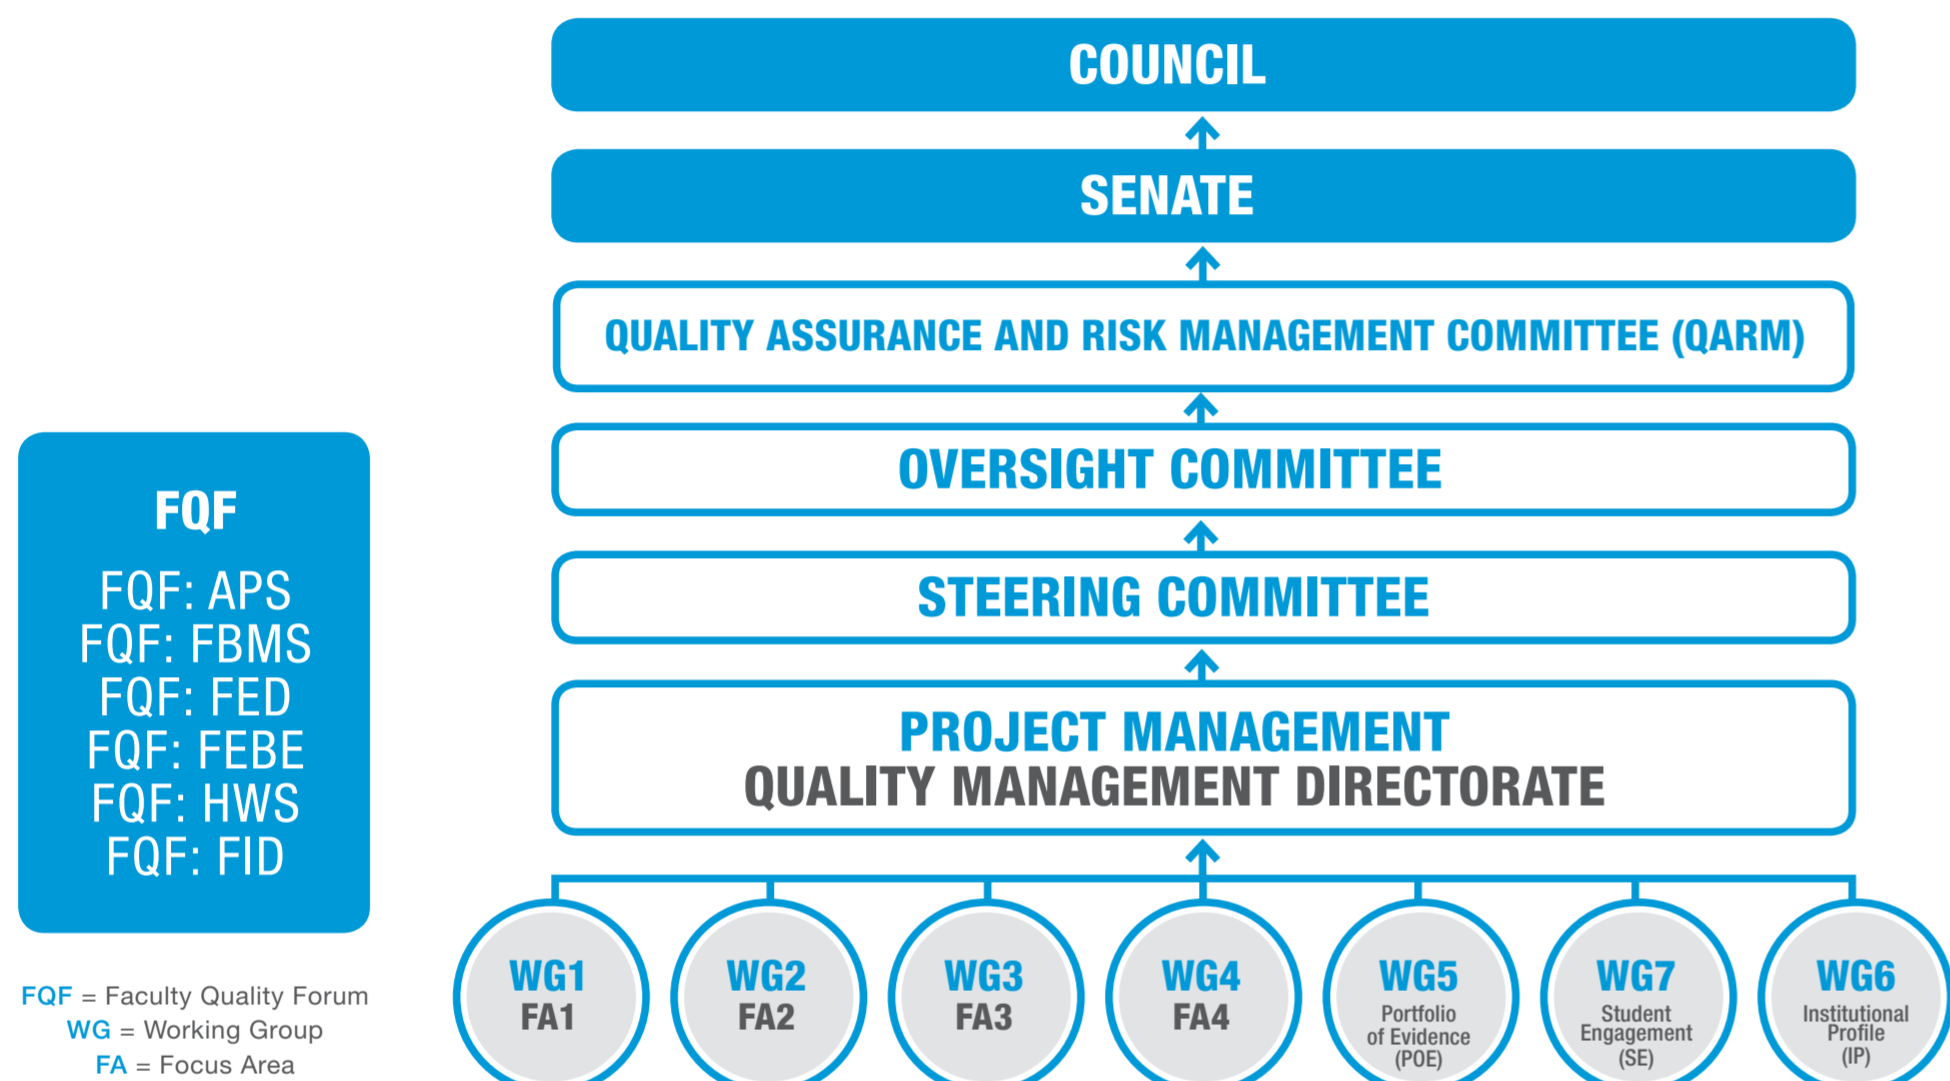 COUNCIL
SENATE
QUALITY ASSURANCE AND RISK MANAGEMENT COMMITTEE (QARM)
OVERSIGHT COMMITTEE
STEERING COMMITTEE
PROJECT MANAGEMENT
QUALITY MANAGEMENT DIRECTORATE
FQF
FQF: APS
FQF: FBMS
FQF: FED
FQF: FEBE
FQF: HWS
FQF: FID
FQF = Faculty Quality Forum
WG = Working Group
FA = Focus Area
WG1
FA1
WG2
FA2
WG3
FA3
WG4
FA4
WG5
Portfolio
of Evidence
(POE)
WG7
Student
Engagement
(SE)
WG6
Institutional
Profile
(IP)